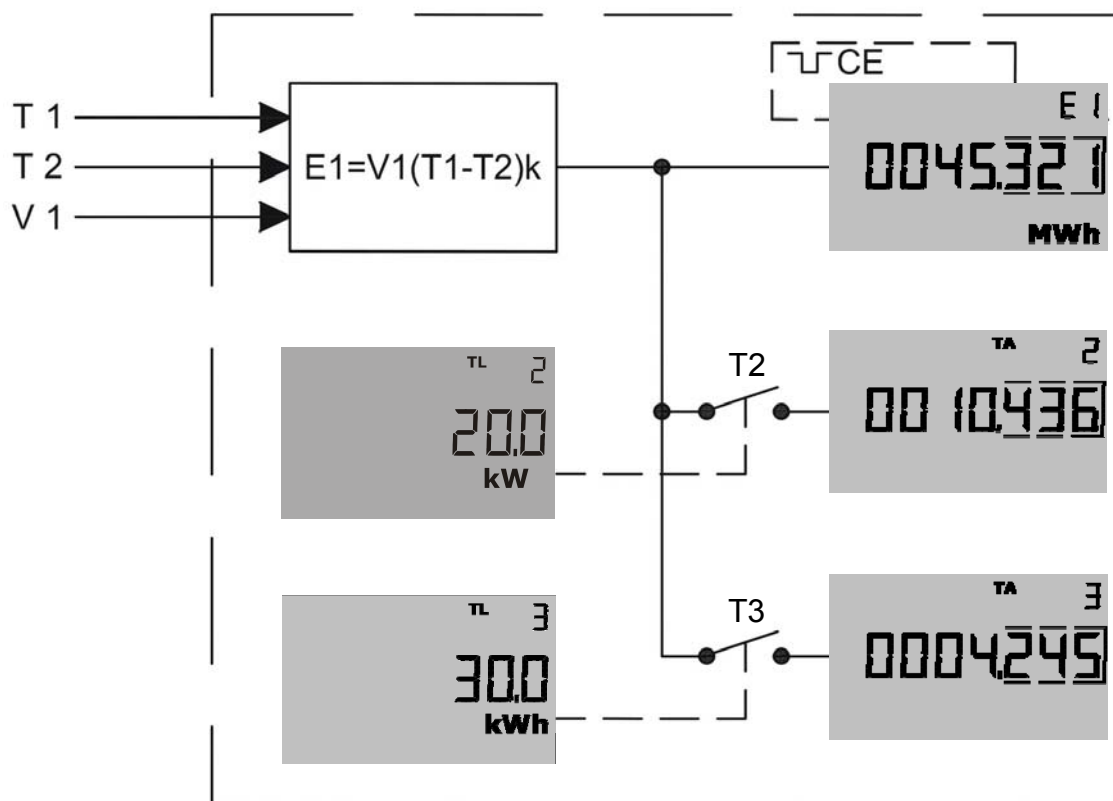 CE
T 1
T 2
V 1
E1=V1(T1-T2)k
E1
0045.321
MWh
TL 2
20.0
kW
T2
TA 2
0010.436
TL 3
30.0
kWh
T3
TA 3
0004.245